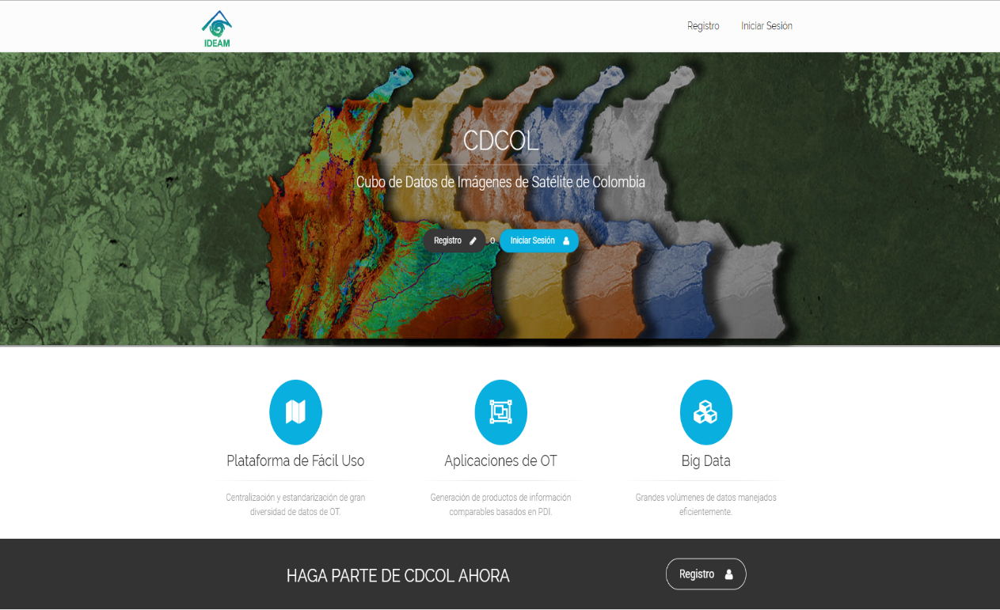 IDEAM
Registro
Iniciar Sesión
CDCOL
Cubo de Datos de Imágenes de Satélite de Colombia
Registro o Iniciar Sesión
Plataforma de Fácil Uso
Centralización y estandarización de gran
diversidad de datos de OT.
Aplicaciones de OT
Generación de productos de información
comparables basados en PDI.
Big Data
Grandes volúmenes de datos manejados
eficientemente.
HAGA PARTE DE CDCOL AHORA
Registro